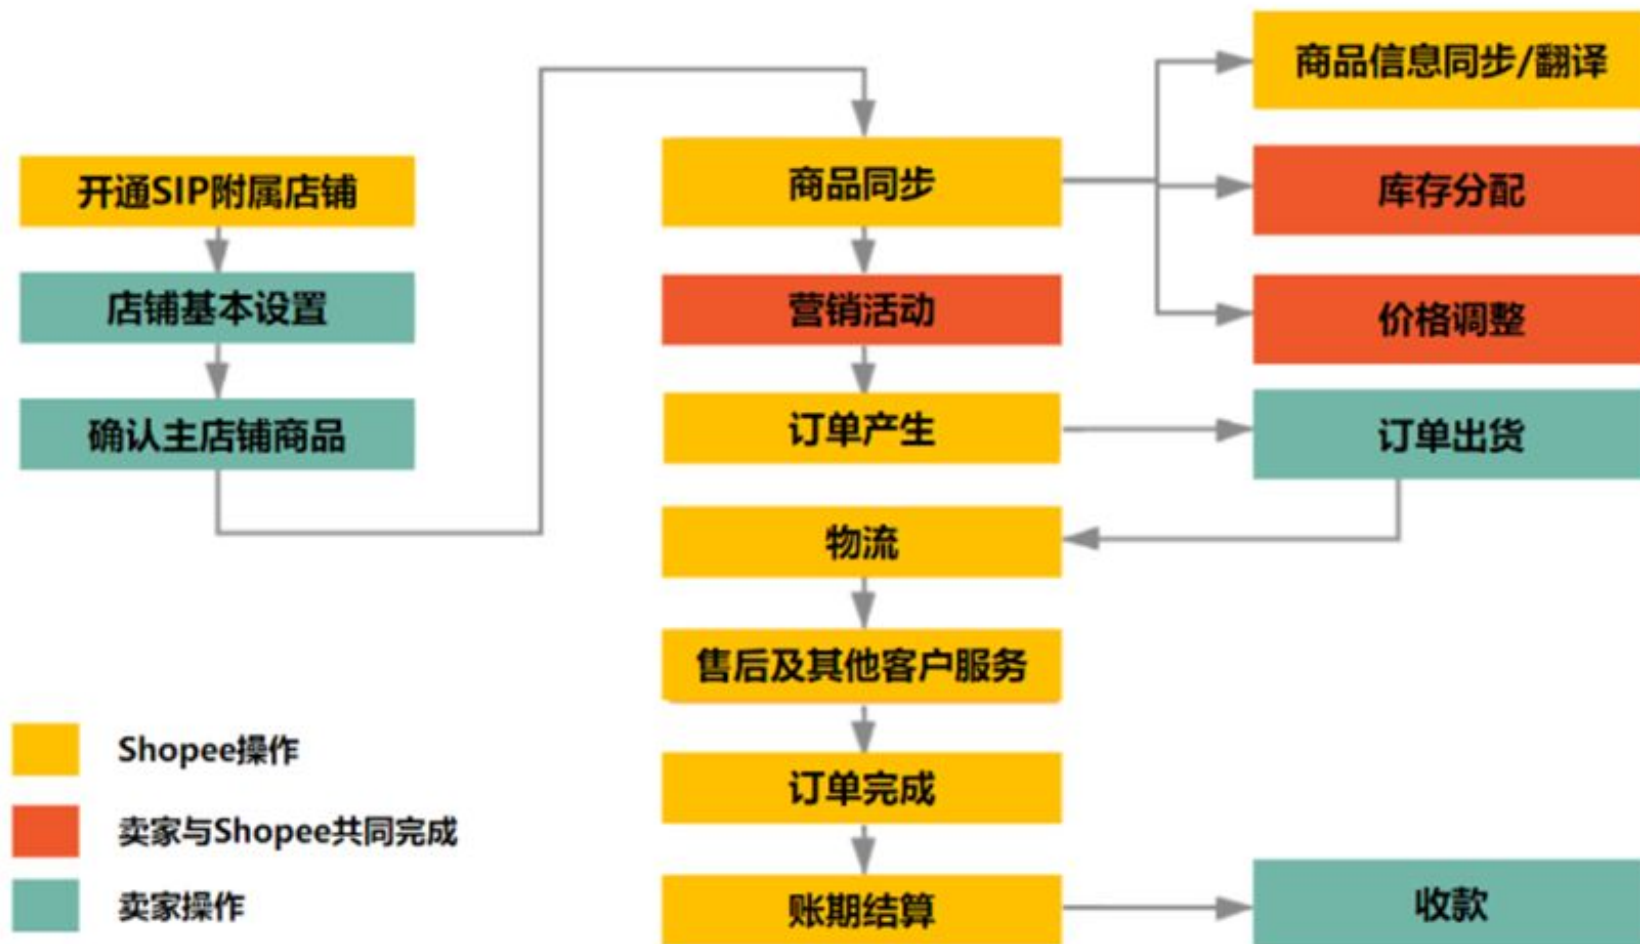 开通SIP附属店铺
店铺基本设置
确认主店铺商品
商品同步
商品信息同步/翻译
库存分配
价格调整
营销活动
订单产生
订单出货
物流
售后及其他客户服务
订单完成
账期结算
收款
Shopee操作
卖家与Shopee共同完成
卖家操作